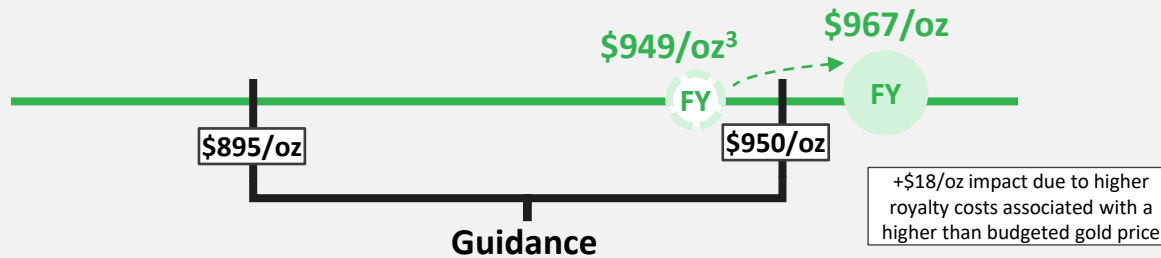 $967/oz
$949/oz³
FY
FY
$895/oz
$950/oz
+$18/oz impact due to higher
royalty costs associated with a
higher than budgeted gold price
Guidance